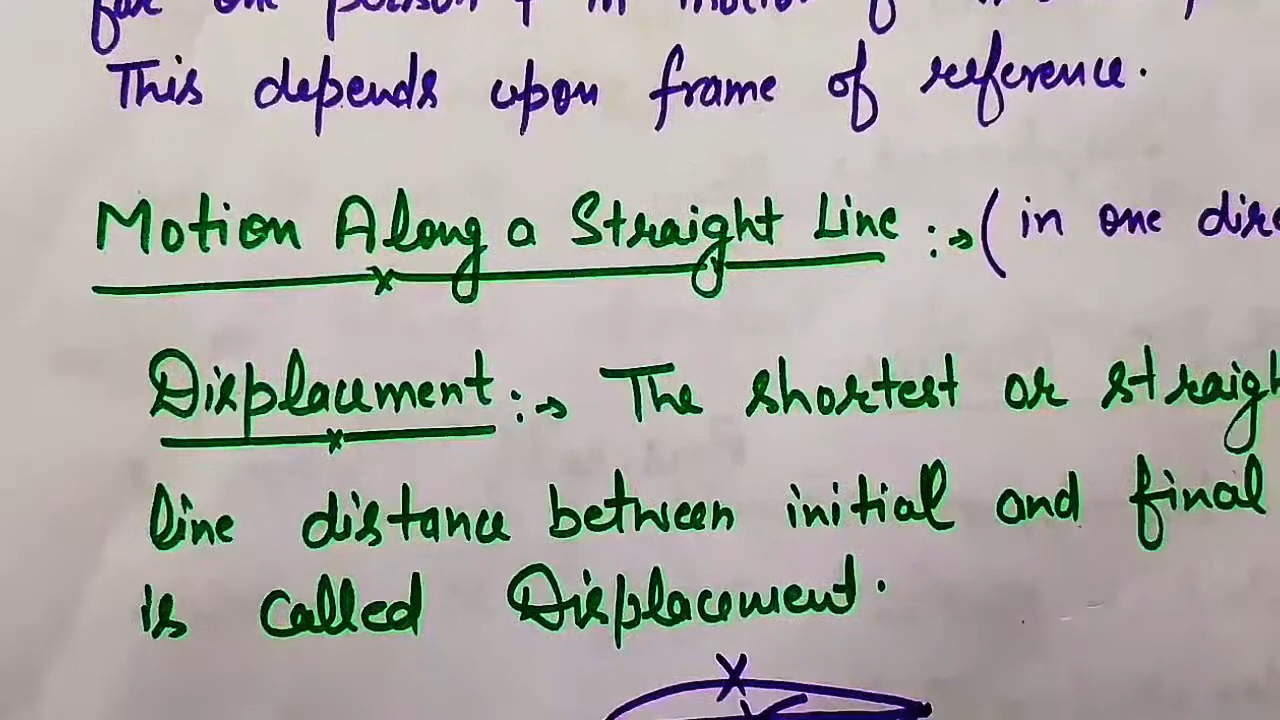 This depends upon frame of reference.
Motion Along a Straight Line :→ (in one
Displacement :→ The shortest or straigh
line distance between initial and final
is called Displacement.